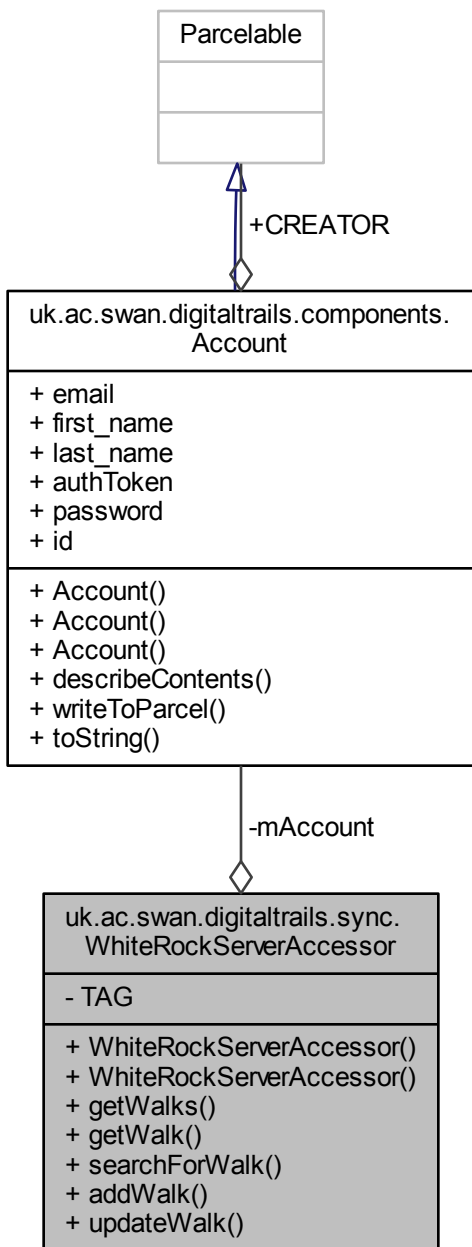 Parcelable
+CREATOR
uk.ac.swan.digitaltrails.components.
Account
+ email
+ first_name
+ last_name
+ authToken
+ password
+ id
+ Account()
+ Account()
+ Account()
+ describeContents()
+ writeToParcel()
+ toString()
-mAccount
uk.ac.swan.digitaltrails.sync.
WhiteRockServerAccessor
- TAG
+ WhiteRockServerAccessor()
+ WhiteRockServerAccessor()
+ getWalks()
+ getWalk()
+ searchForWalk()
+ addWalk()
+ updateWalk()